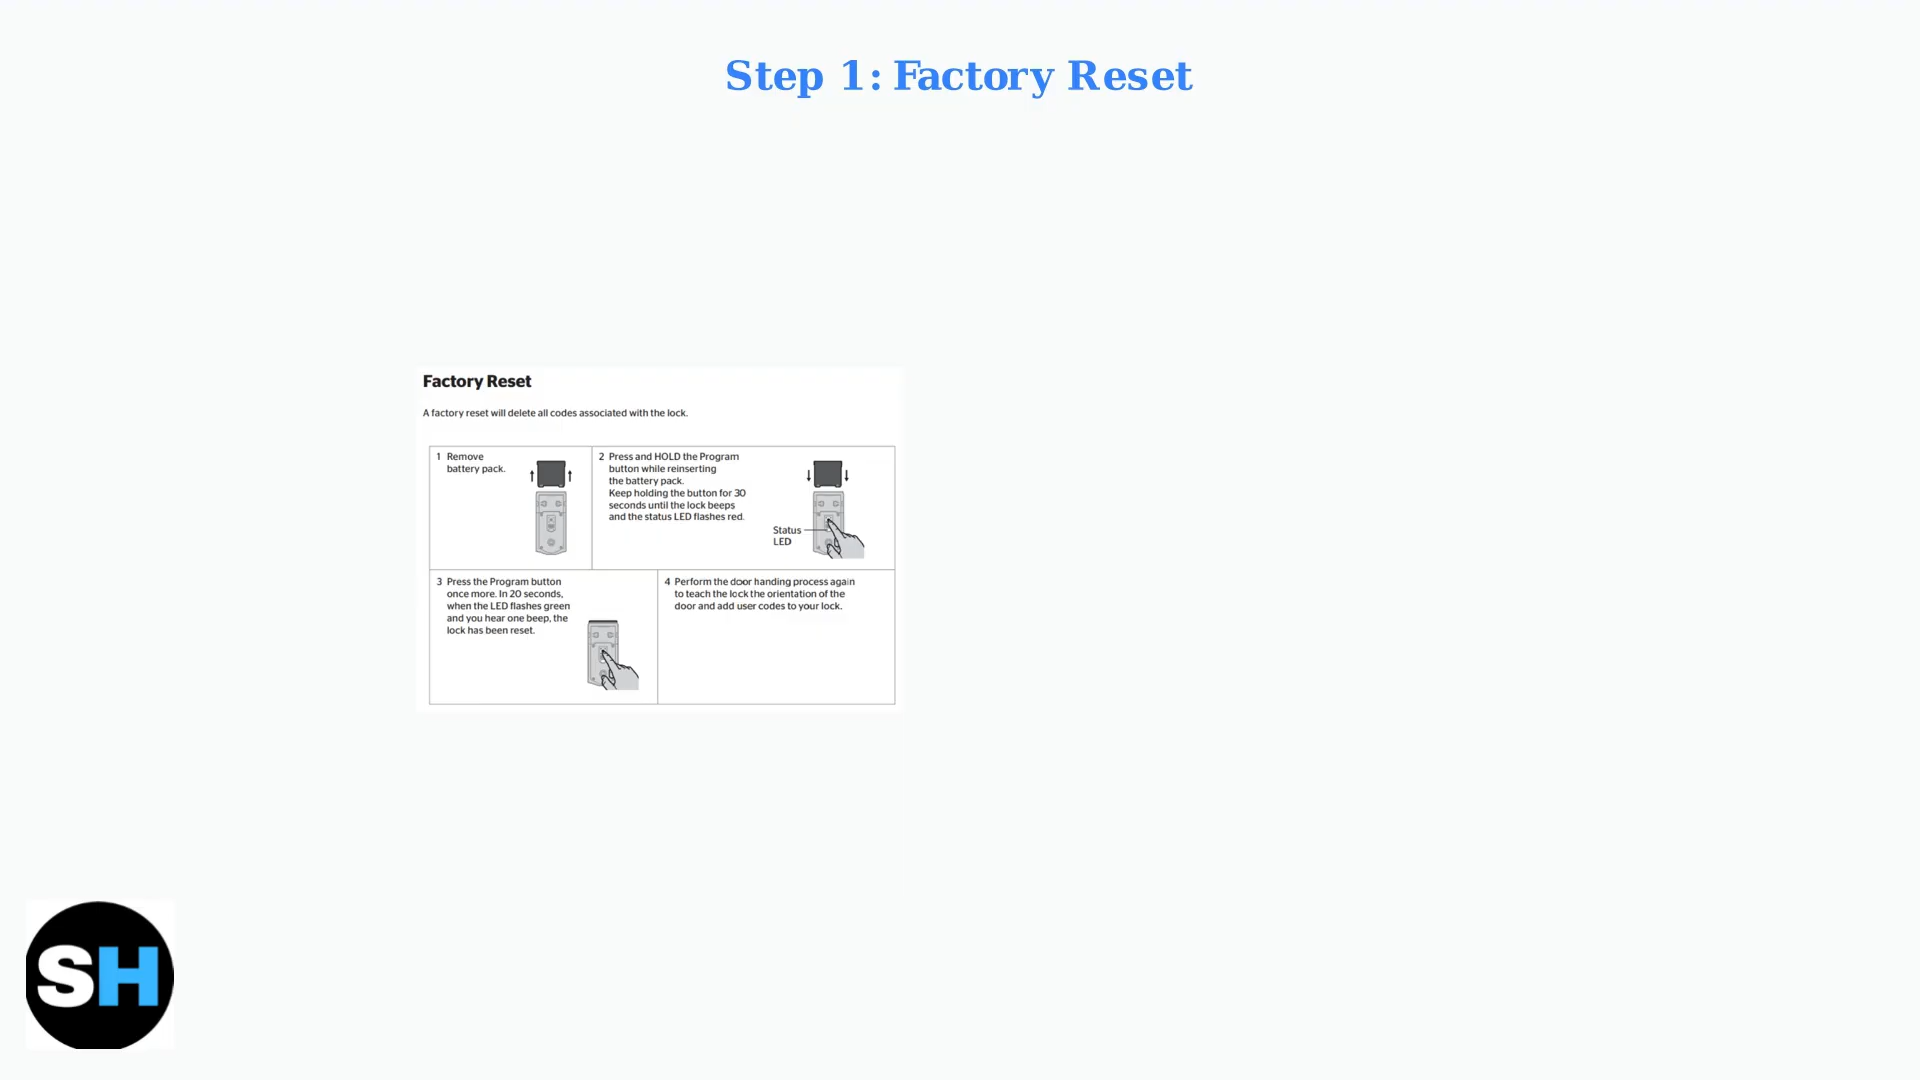 Step 1: Factory Reset
Factory Reset
A factory reset will delete all codes associated with the lock.
1 Remove
battery pack.
2 Press and HOLD the Program
button while reinserting
the battery pack.
Keep holding the button for 30
seconds until the lock beeps
and the status LED flashes red.
Status
LED
3 Press the Program button
once more. In 20 seconds,
when the LED flashes green
and you hear one beep, the
lock has been reset.
4 Perform the door handing process again
to teach the lock the orientation of the
door and add user codes to your lock.
SH